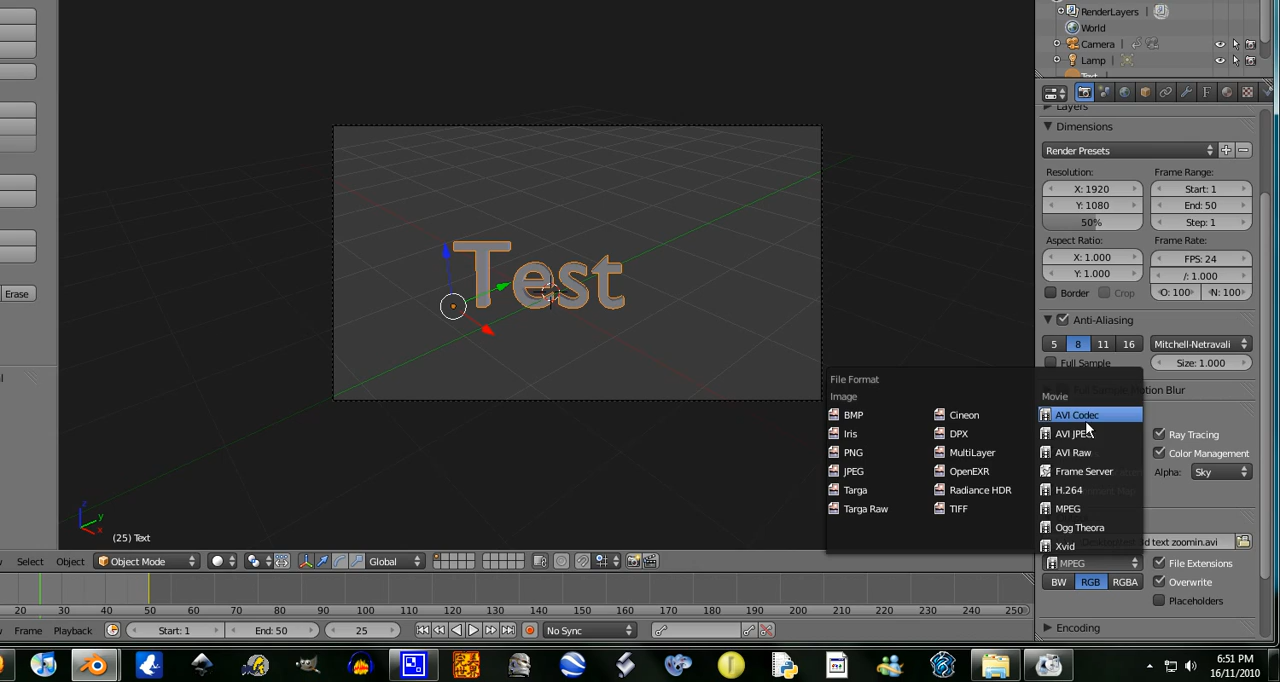 RenderLayers
World
Camera
Lamp
Text
Layers
Dimensions
Render Presets
Resolution:
Frame Range:
X: 1920
Start: 1
Y: 1080
End: 50
50%
Step: 1
Aspect Ratio:
Frame Rate:
X: 1.000
FPS: 24
Y: 1.000
/: 1.000
Border
Crop
O: 100
N: 100
Anti-Aliasing
5 8 11 16
Mitchell-Netravali
Full Sample
Size: 1.000
Full Sample Motion Blur
Ray Tracing
Color Management
Alpha:
Sky
Test
Erase
File Format
Image
Movie
BMP
Cineon
AVI Codec
Iris
DPX
AVI JPEG
PNG
MultiLayer
AVI Raw
JPEG
OpenEXR
Frame Server
Targa
Radiance HDR
H.264
Targa Raw
TIFF
MPEG
Ogg Theora
Xvid
text zoomin.avi
MPEG
File Extensions
BW RGB RGBA
Overwrite
Placeholders
Encoding
z
y
x
(25) Text
Select Object Object Mode Global
20 30 40 50 60 70 80 90 100 110 120 130 140 150 160 170 180 190 200 210 220 230 240 250
Frame Playback Start: 1 End: 50 25 No Sync
6:51 PM
16/11/2010